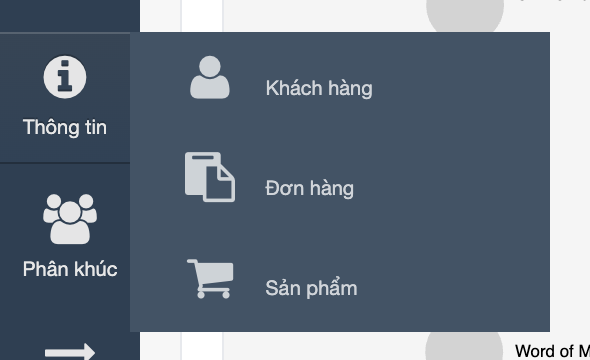 Thông tin
Khách hàng
Đơn hàng
Phân khúc
Sản phẩm
Word of M